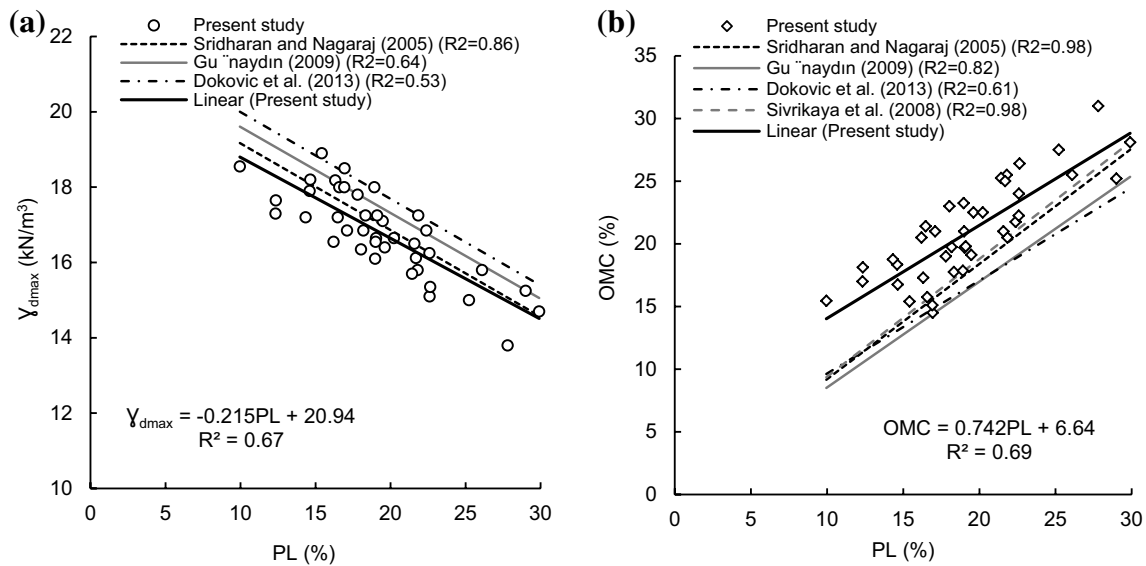 (a)
Present study
Sridharan and Nagaraj (2005) (R2=0.86)
Gu ¨naydın (2009) (R2=0.64)
Dokovic et al. (2013) (R2=0.53)
Linear (Present study)
22
20
18
16
14
12
10
ɣdmax (kN/m³)
ɣdmax = -0.215PL + 20.94
R² = 0.67
0 5 10 15 20 25 30
PL (%)
(b)
Present study
Sridharan and Nagaraj (2005) (R2=0.98)
Gu ¨naydın (2009) (R2=0.82)
Dokovic et al. (2013) (R2=0.61)
Sivrikaya et al. (2008) (R2=0.98)
Linear (Present study)
35
30
25
20
15
10
5
0
OMC (%)
OMC = 0.742PL + 6.64
R² = 0.69
0 5 10 15 20 25 30
PL (%)